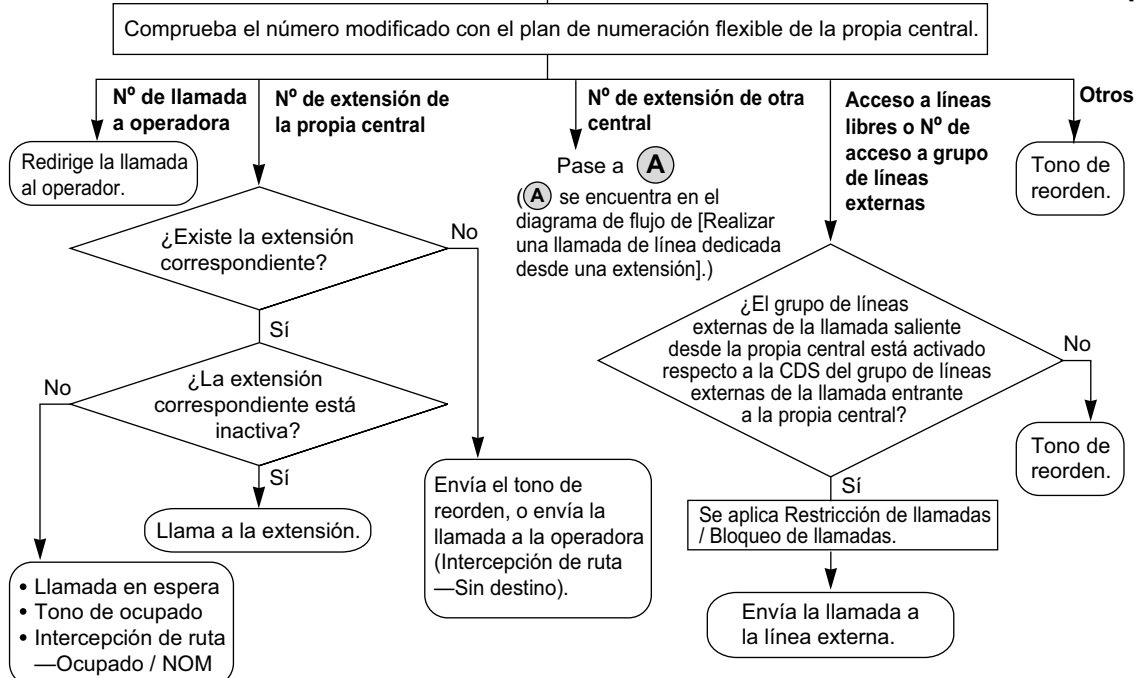 Comprueba el número modificado con el plan de numeración flexible de la propia central.
Nº de llamada
a operadora
Redirige la llamada
al operador.
Nº de extensión de
la propia central
¿Existe la extensión
correspondiente?
No
Sí
¿La extensión
correspondiente está
inactiva?
No
Sí
Llama a la extensión.
• Llamada en espera
• Tono de ocupado
• Intercepción de ruta
—Ocupado / NOM
Envía el tono de
reorden, o envía la
llamada a la operadora
(Intercepción de ruta
—Sin destino).
Nº de extensión de otra
central
Pase a A
(A se encuentra en el
diagrama de flujo de [Realizar
una llamada de línea dedicada
desde una extensión].)
Acceso a líneas
libres o Nº de
acceso a grupo
de líneas
externas
¿El grupo de líneas
externas de la llamada saliente
desde la propia central está activado
respecto a la CDS del grupo de líneas
externas de la llamada entrante
a la propia central?
No
Tono de
reorden.
Sí
Se aplica Restricción de llamadas
/ Bloqueo de llamadas.
Envía la llamada a
la línea externa.
Otros
Tono de
reorden.